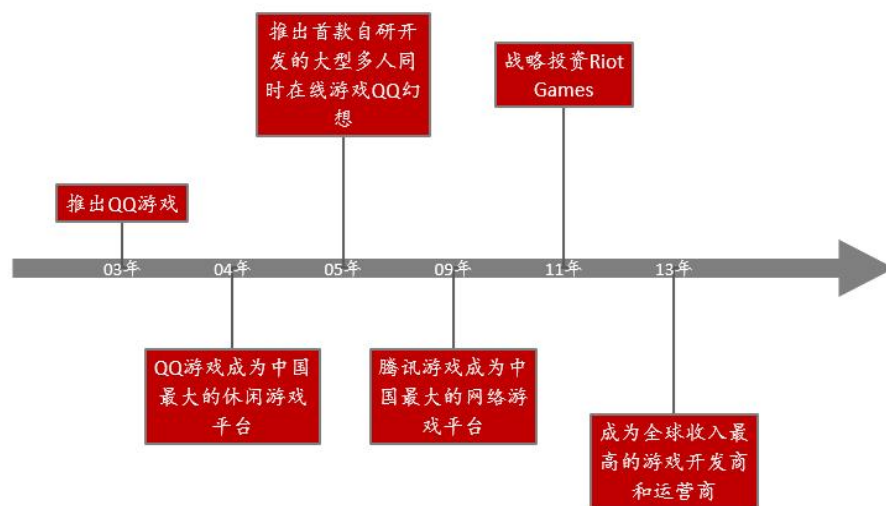 推出首款自研开
发的大型多人同
时在线游戏QQ幻
想
战略投资Riot
Games
推出QQ游戏
03年
04年
05年
09年
11年
13年
QQ游戏成为中国
最大的休闲游戏
平台
腾讯游戏成为中
国最大的网络游
戏平台
成为全球收入最
高的游戏开发商
和运营商